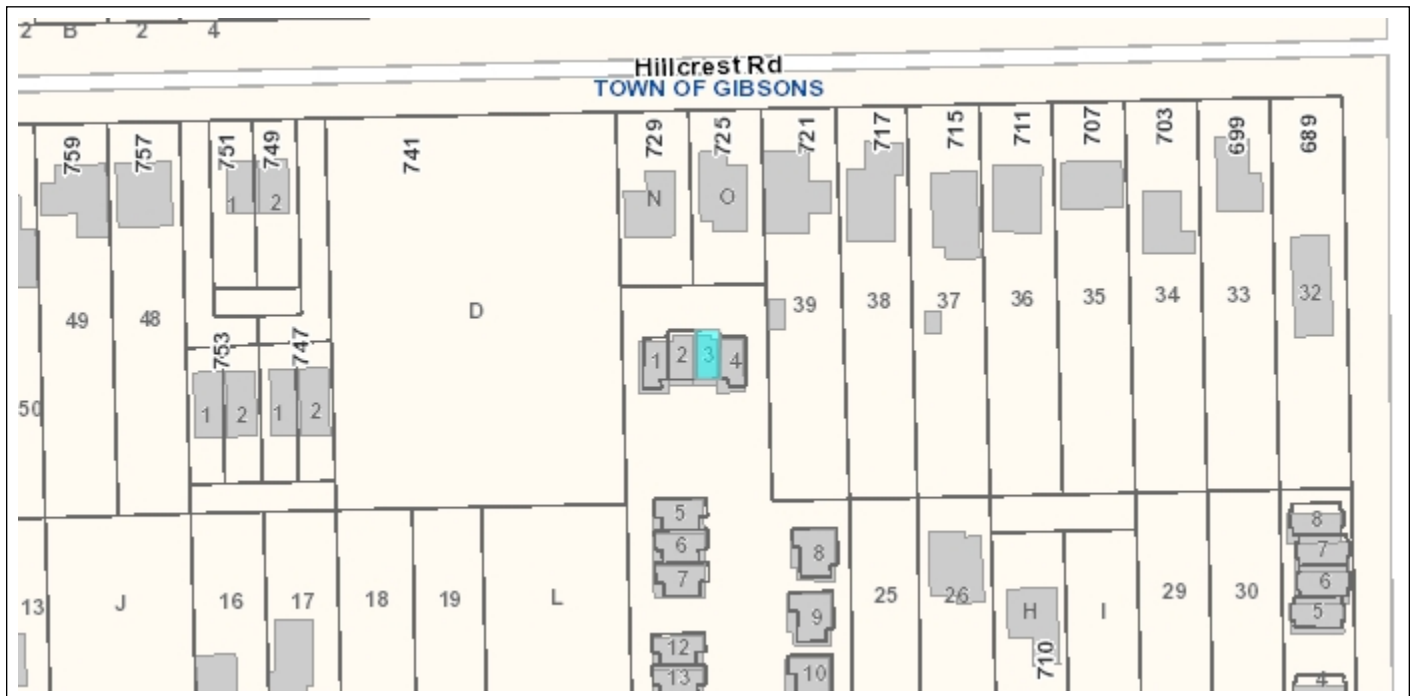 2 B 2 4
Hillcrest Rd
TOWN OF GIBSONS
759 757 751 749 741 729 725 721 717 715 711 707 703 699 689
1 2 N O
49 48 D 39 38 37 36 35 34 33 32
753 747
1 2 3 4
50 1 2 1 2
5
6
7
8
8
7
6
5
13 J 16 17 18 19 L 9 25 26 H I 29 30
710
12
13
10
4